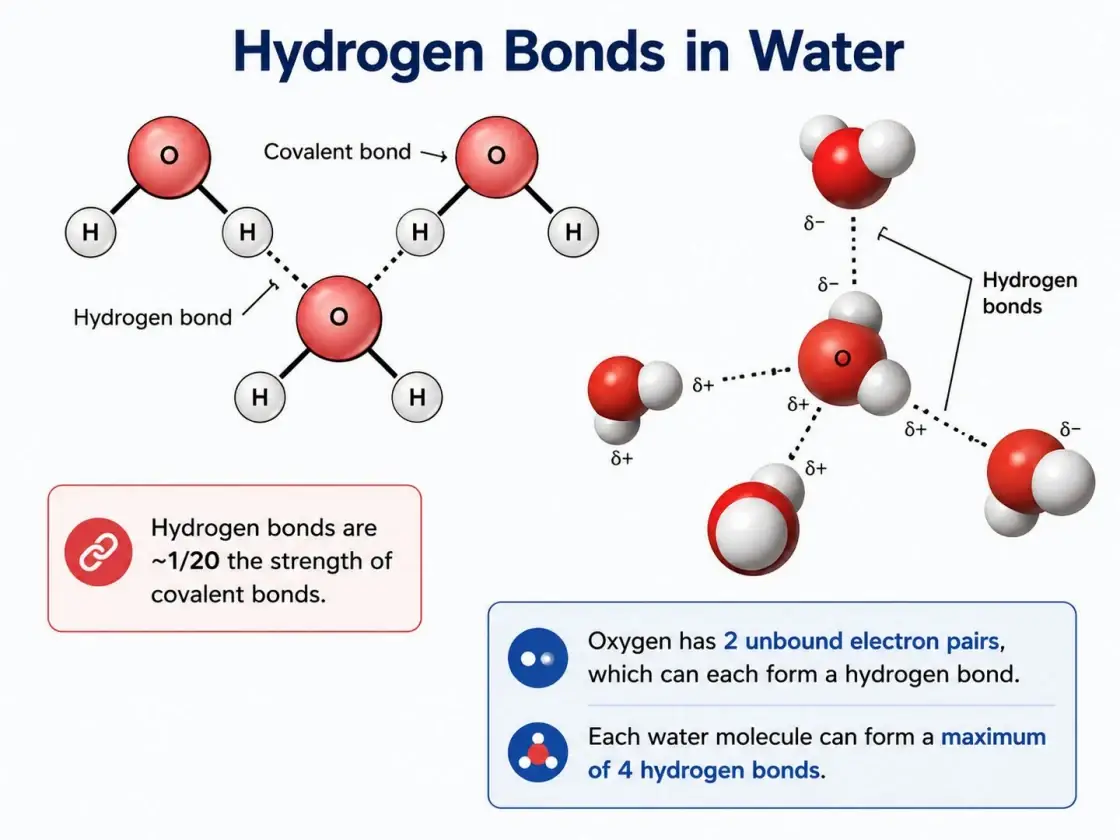 Hydrogen Bonds in Water
O
H
H
Covalent bond
O
H
H
Hydrogen bond
O
H
H
δ−
δ−
Hydrogen
bonds
O
δ+
δ+
δ+
δ+
δ−
δ+
Hydrogen bonds are
~1/20 the strength of
covalent bonds.
Oxygen has 2 unbound electron pairs,
which can each form a hydrogen bond.
Each water molecule can form a maximum
of 4 hydrogen bonds.